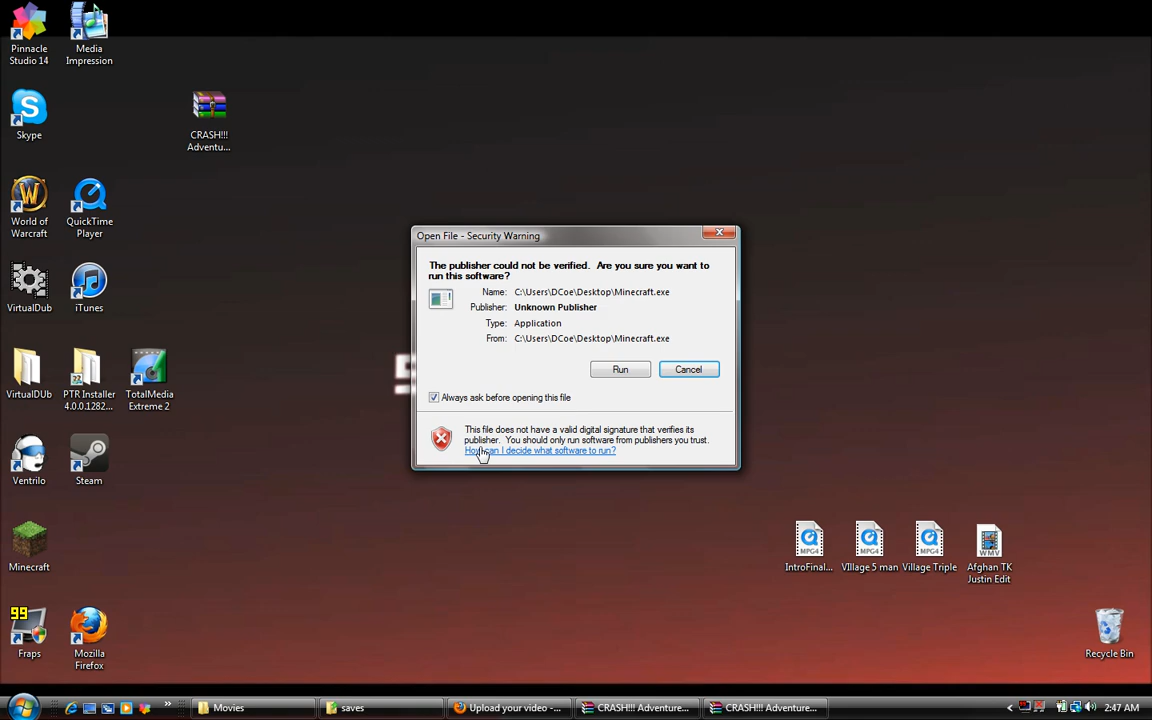 Pinnacle
Studio 14
Media
Impression
Skype
CRASH!!!
Adventu...
World of
Warcraft
QuickTime
Player
VirtualDub
iTunes
VirtualDUb
PTR Installer
4.0.0.1282...
TotalMedia
Extreme 2
Ventrilo
Steam
Minecraft
99
Fraps
Mozilla
Firefox
Open File - Security Warning
The publisher could not be verified. Are you sure you want to
run this software?
Name: C:\Users\DCoe\Desktop\Minecraft.exe
Publisher: Unknown Publisher
Type: Application
From: C:\Users\DCoe\Desktop\Minecraft.exe
Run
Cancel
Always ask before opening this file
This file does not have a valid digital signature that verifies its
publisher. You should only run software from publishers you trust.
How can I decide what software to run?
MPG4
IntroFinal...
MPG4
VIllage 5 man
MPG4
Village Triple
WMV
Afghan TK
Justin Edit
Recycle Bin
Movies
saves
Upload your video -...
CRASH!!! Adventure...
CRASH!!! Adventure...
2:47 AM